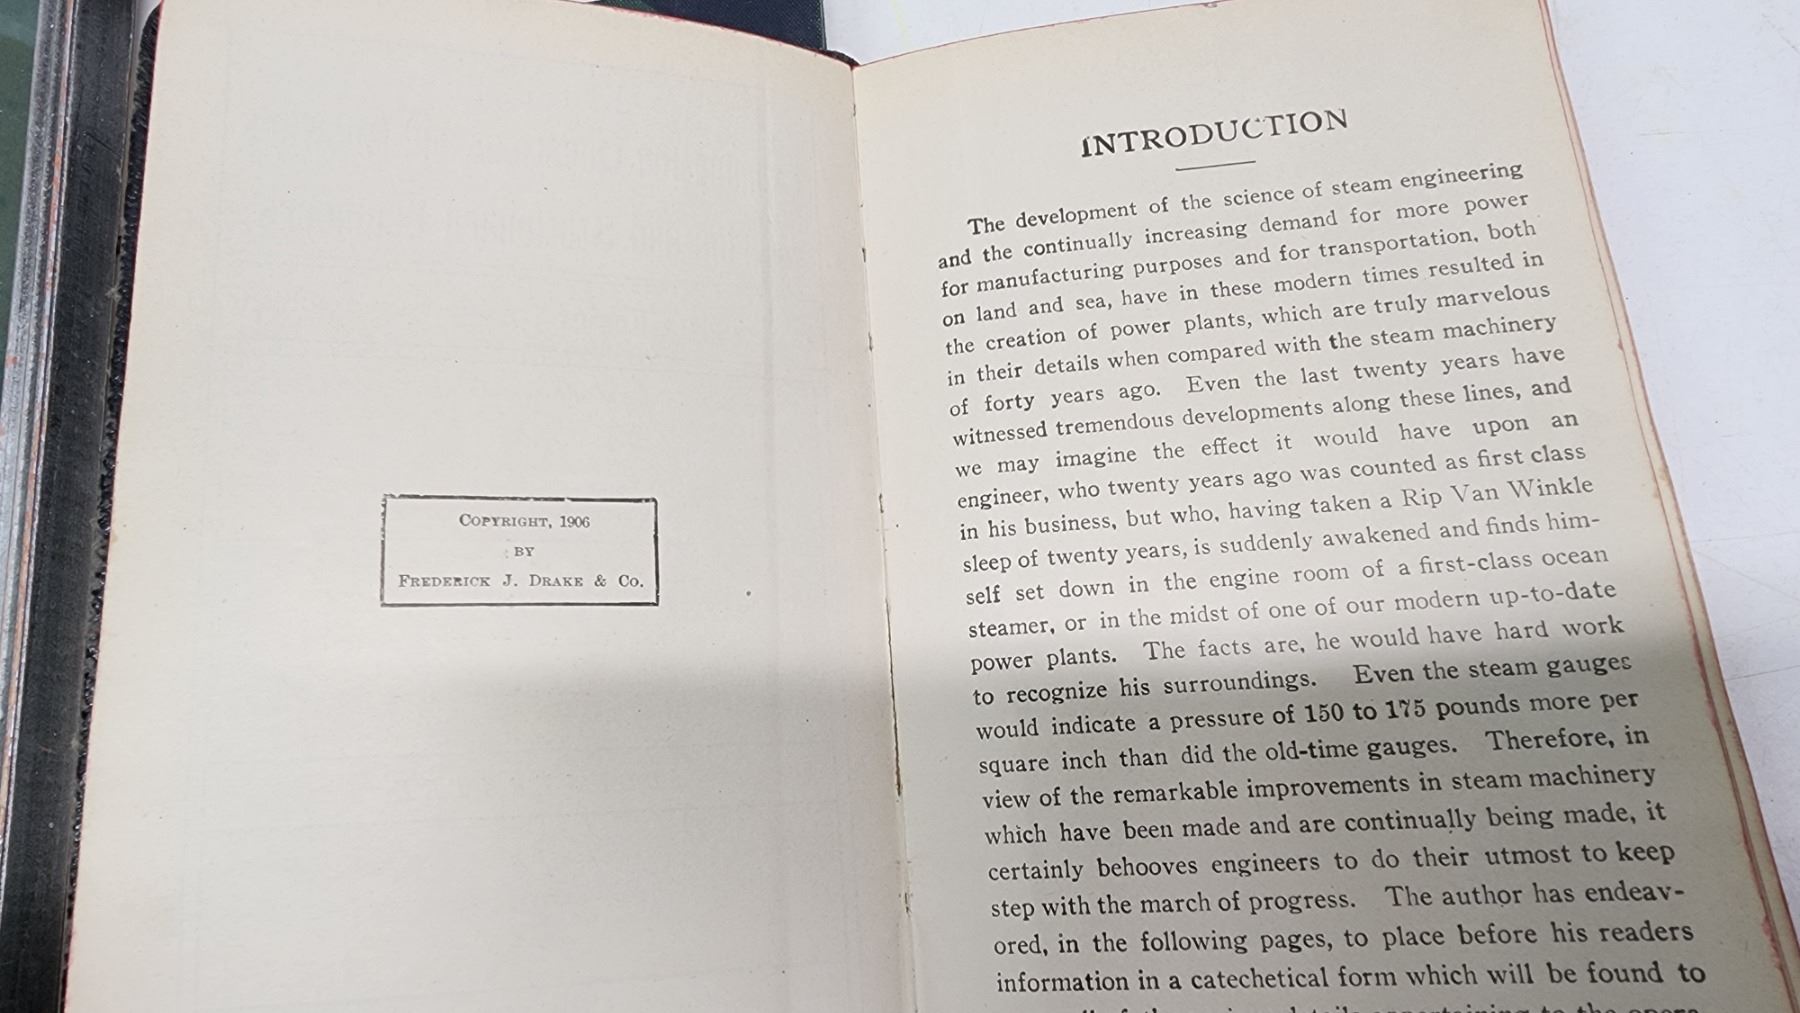 COPYRIGHT, 1906
BY
FREDERICK J. DRAKE & CO.
INTRODUCTION
The development of the science of steam engineering
and the continually increasing demand for more power
for manufacturing purposes and for transportation, both
on land and sea, have in these modern times resulted in
the creation of power plants, which are truly marvelous
in their details when compared with the steam machinery
of forty years ago. Even the last twenty years have
witnessed tremendous developments along these lines, and
we may imagine the effect it would have upon an
engineer, who twenty years ago was counted as first class
in his business, but who, having taken a Rip Van Winkle
sleep of twenty years, is suddenly awakened and finds him-
self set down in the engine room of a first-class ocean
steamer, or in the midst of one of our modern up-to-date
power plants. The facts are, he would have hard work
to recognize his surroundings. Even the steam gauges
would indicate a pressure of 150 to 175 pounds more per
square inch than did the old-time gauges. Therefore, in
view of the remarkable improvements in steam machinery
which have been made and are continually being made, it
certainly behooves engineers to do their utmost to keep
step with the march of progress. The author has endeav-
ored, in the following pages, to place before his readers
information in a catechetical form which will be found to